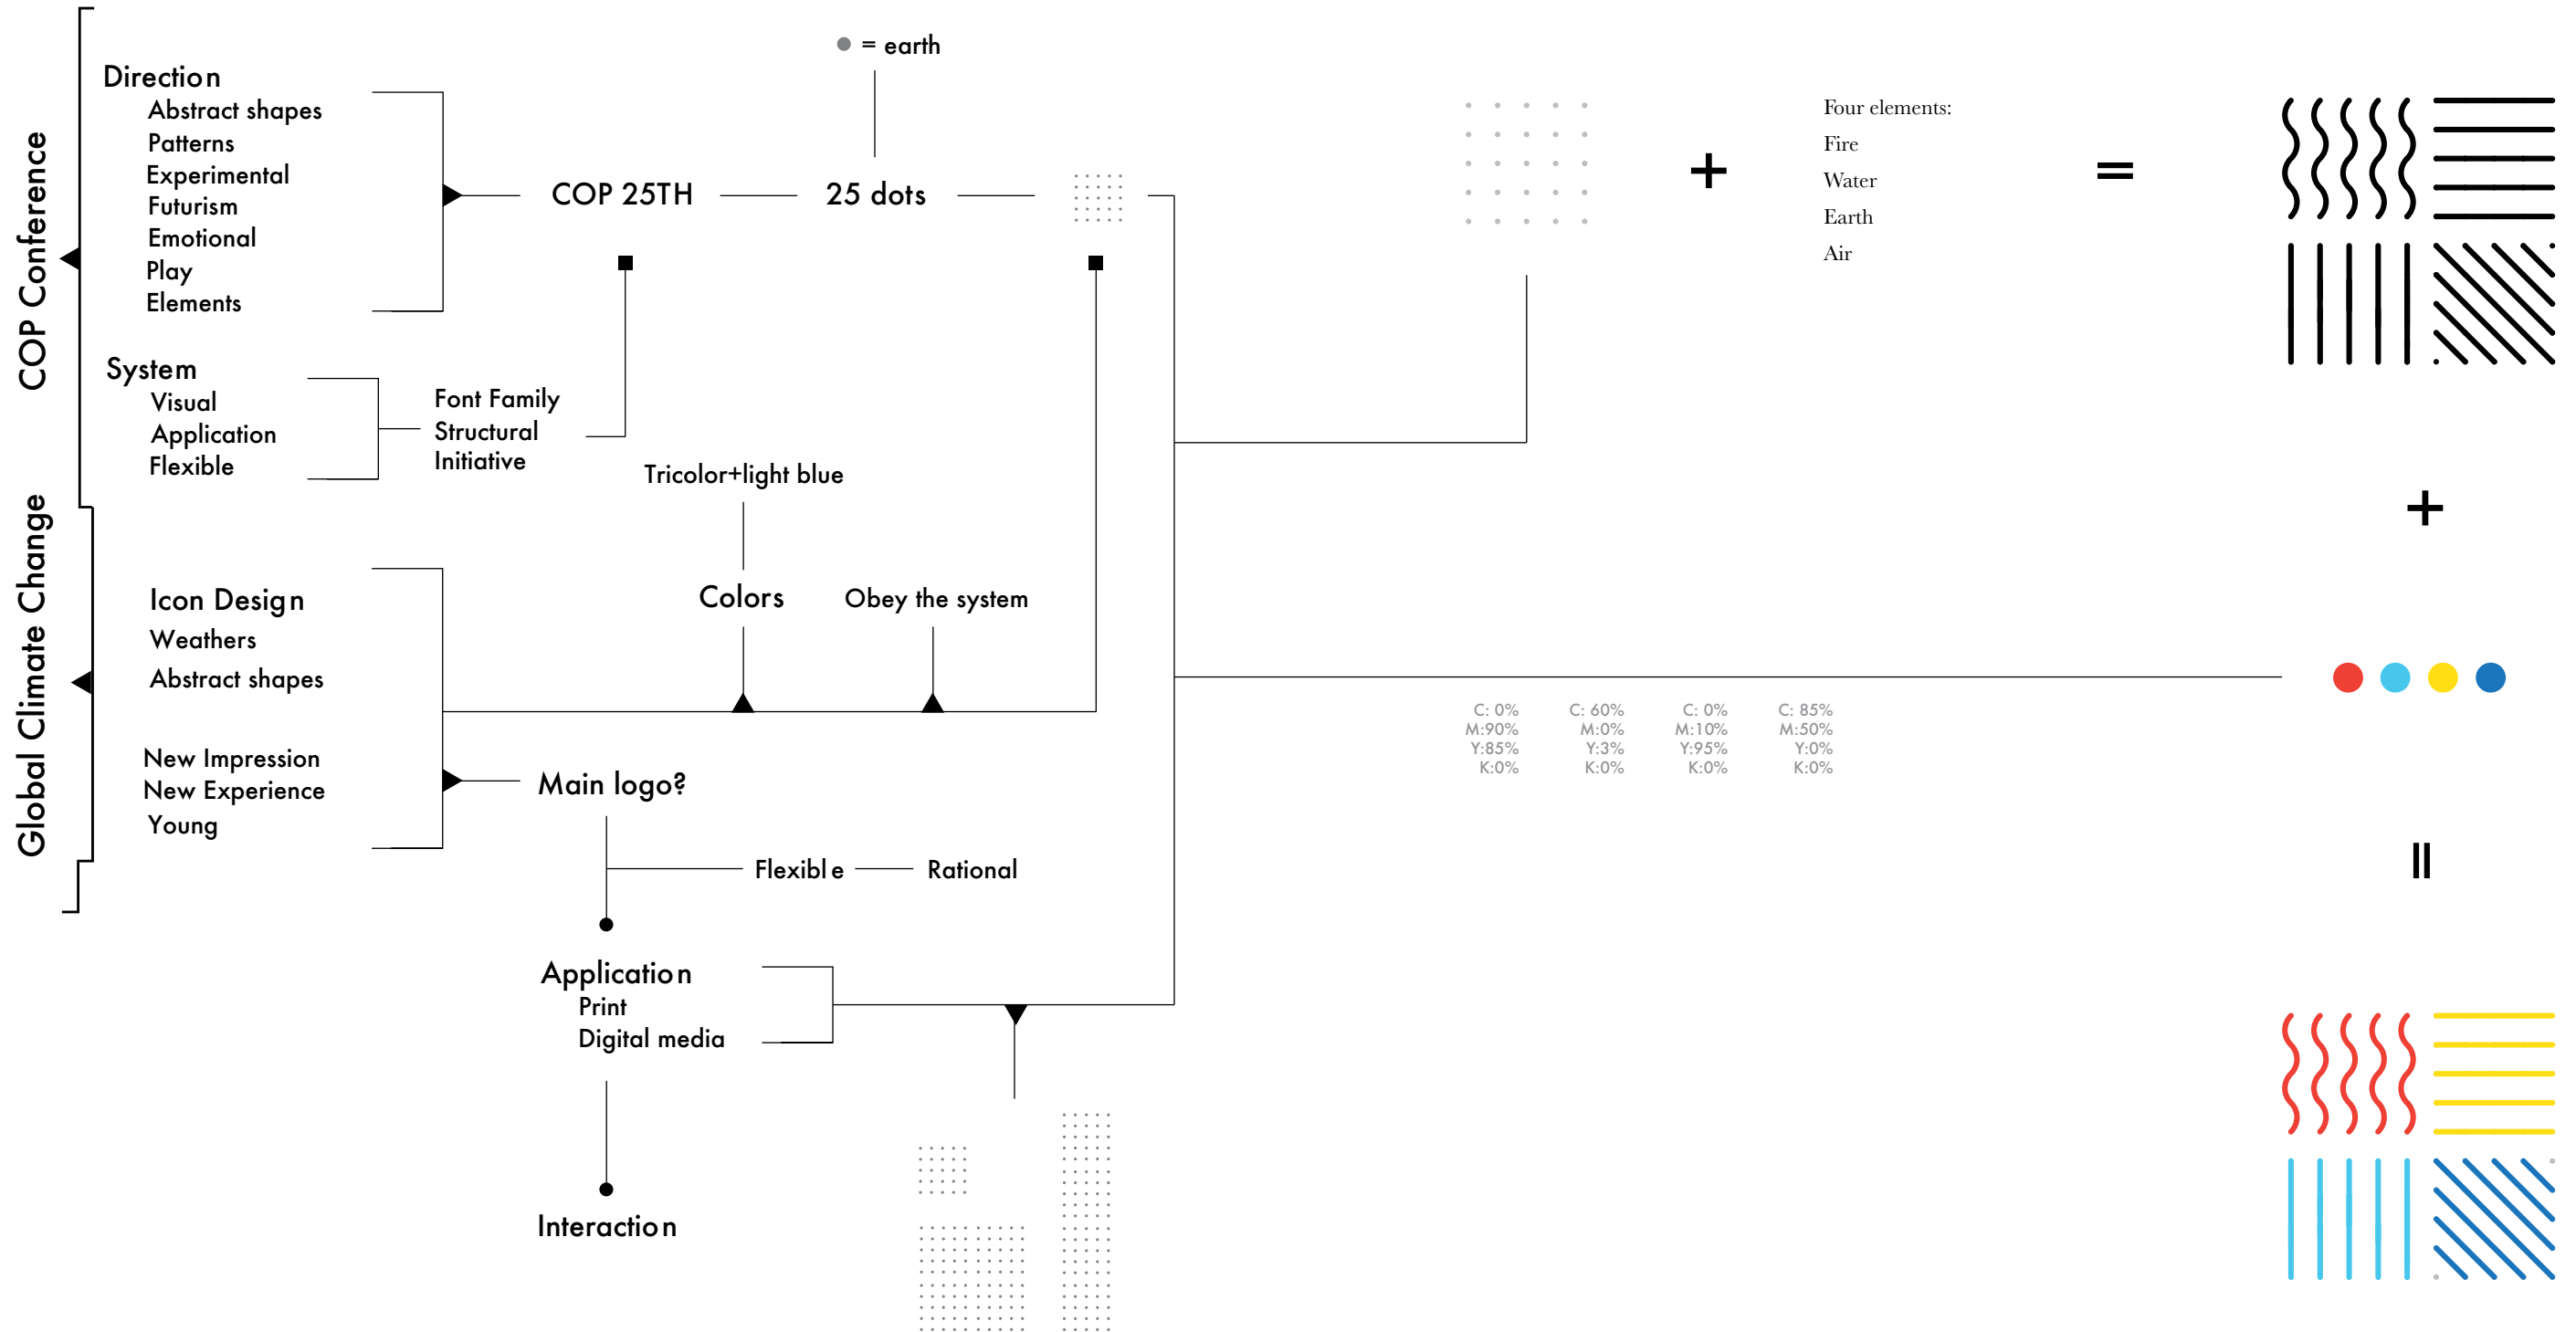 COP Conference
Global Climate Change
Direction
Abstract shapes
Patterns
Experimental
Futurism
Emotional
Play
Elements
System
Visual
Application
Flexible
Font Family
Structural
Initiative
Icon Design
Weathers
Abstract shapes
New Impression
New Experience
Young
= earth
COP 25TH
25 dots
Tricolor+light blue
Colors
Obey the system
Main logo?
Flexible
Rational
Application
Print
Digital media
Interaction
+
Four elements:
Fire
Water
Earth
Air
=
+
C: 0%
M:90%
Y:85%
K:0%
C: 60%
M:0%
Y:3%
K:0%
C: 0%
M:10%
Y:95%
K:0%
C: 85%
M:50%
Y:0%
K:0%
=